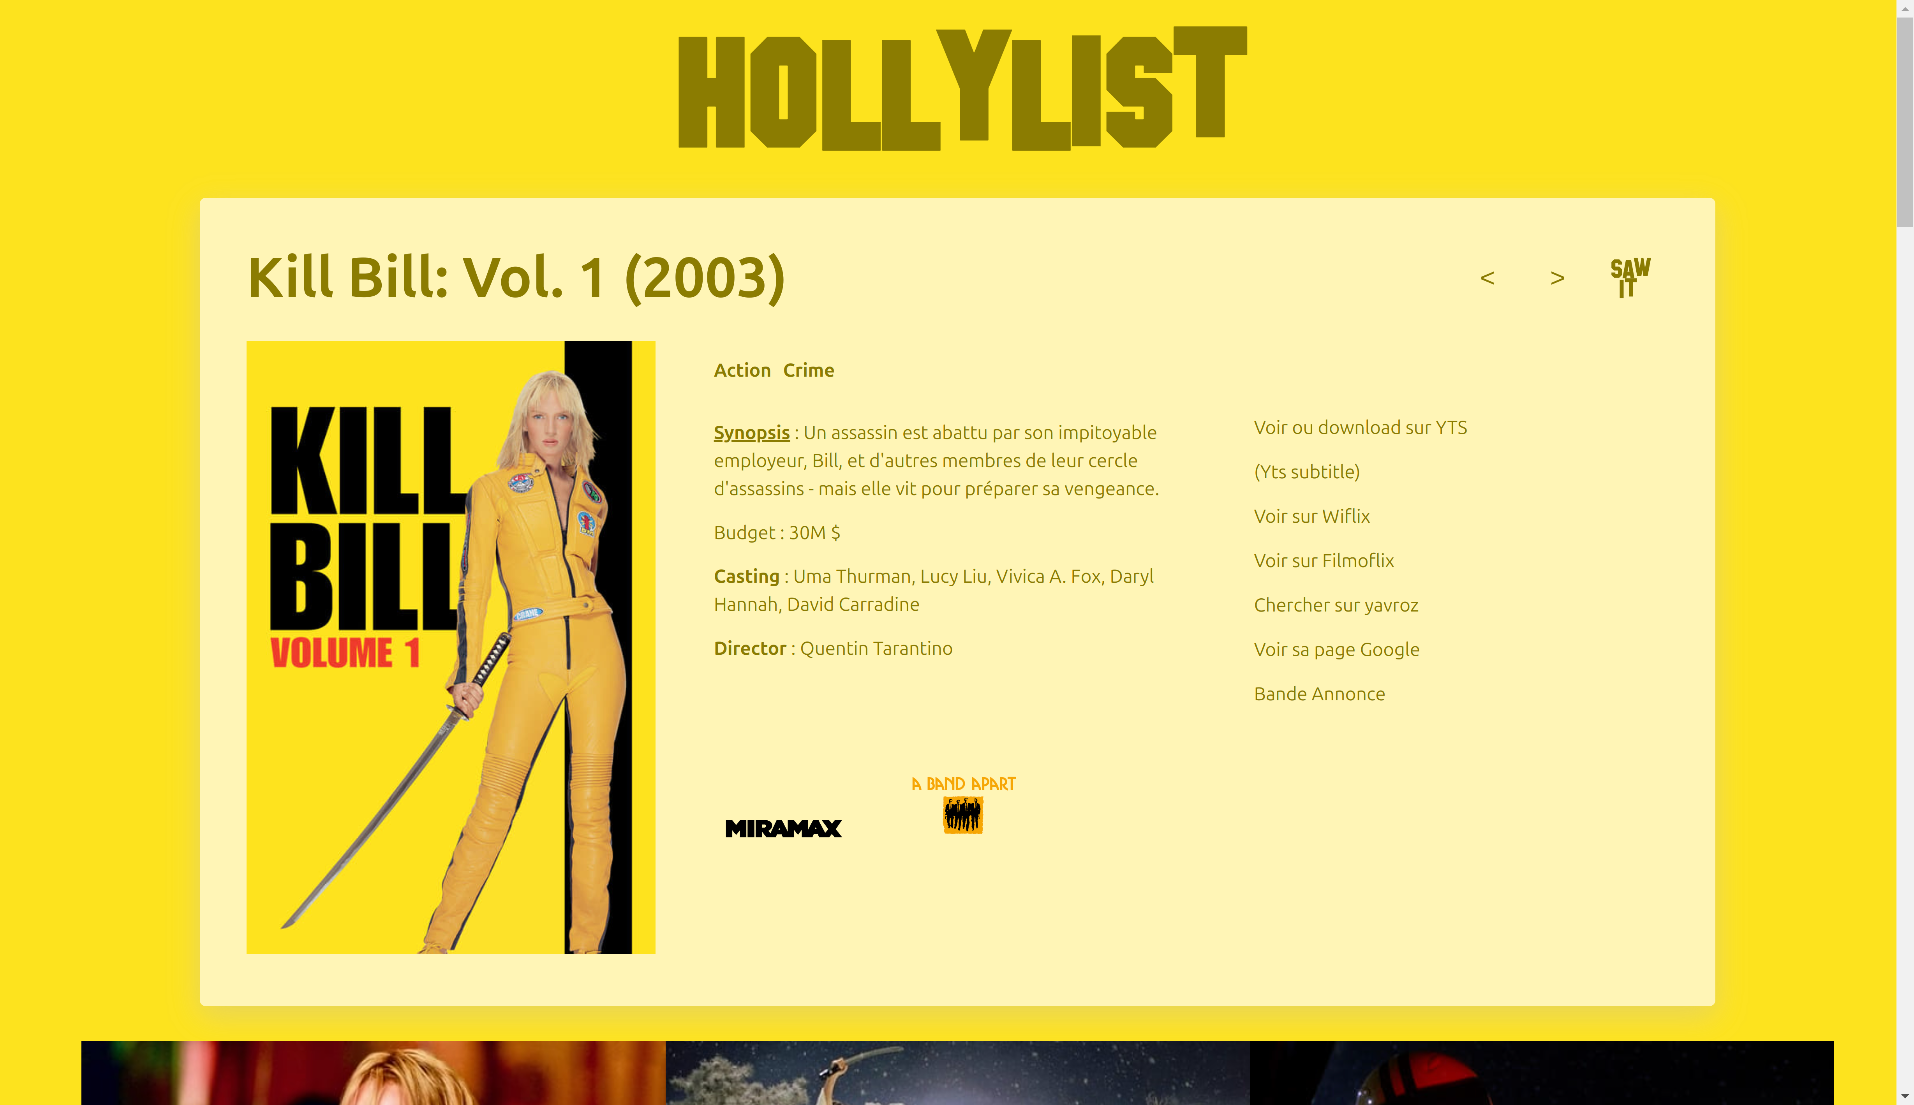 HOLLYLIST
Kill Bill: Vol. 1 (2003)
<
>
SAW
IT
KILL
BILL
VOLUME 1
CRANE
Action Crime
Synopsis : Un assassin est abattu par son impitoyable
employeur, Bill, et d'autres membres de leur cercle
d'assassins - mais elle vit pour préparer sa vengeance.
Budget : 30M $
Casting : Uma Thurman, Lucy Liu, Vivica A. Fox, Daryl
Hannah, David Carradine
Director : Quentin Tarantino
MIRAMAX
A BAND APART
Voir ou download sur YTS
(Yts subtitle)
Voir sur Wiflix
Voir sur Filmoflix
Chercher sur yavroz
Voir sa page Google
Bande Annonce